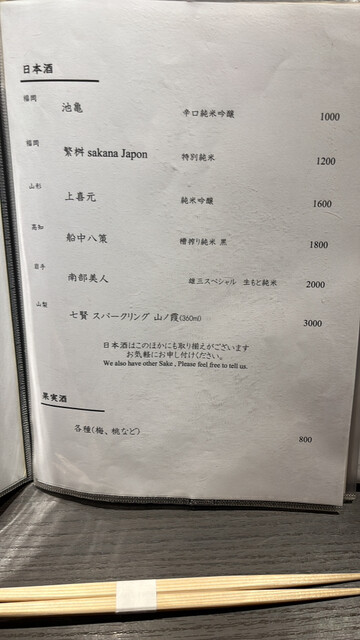 日本酒
福岡 池亀 辛口純米吟醸 1000
福岡 繁桝 sakana Japon 特別純米 1200
山形 上喜元 純米吟醸 1600
高知 船中八策 槽搾り純米 黒 1800
岩手 南部美人 雄三スペシャル 生もと純米 2000
山梨 七賢 スパークリング 山ノ霞(360ml) 3000
日本酒はこのほかにも取り揃えがございます
お気軽にお申し付けください。
We also have other Sake , Please feel free to tell us.
果実酒
各種(梅、桃など) 800